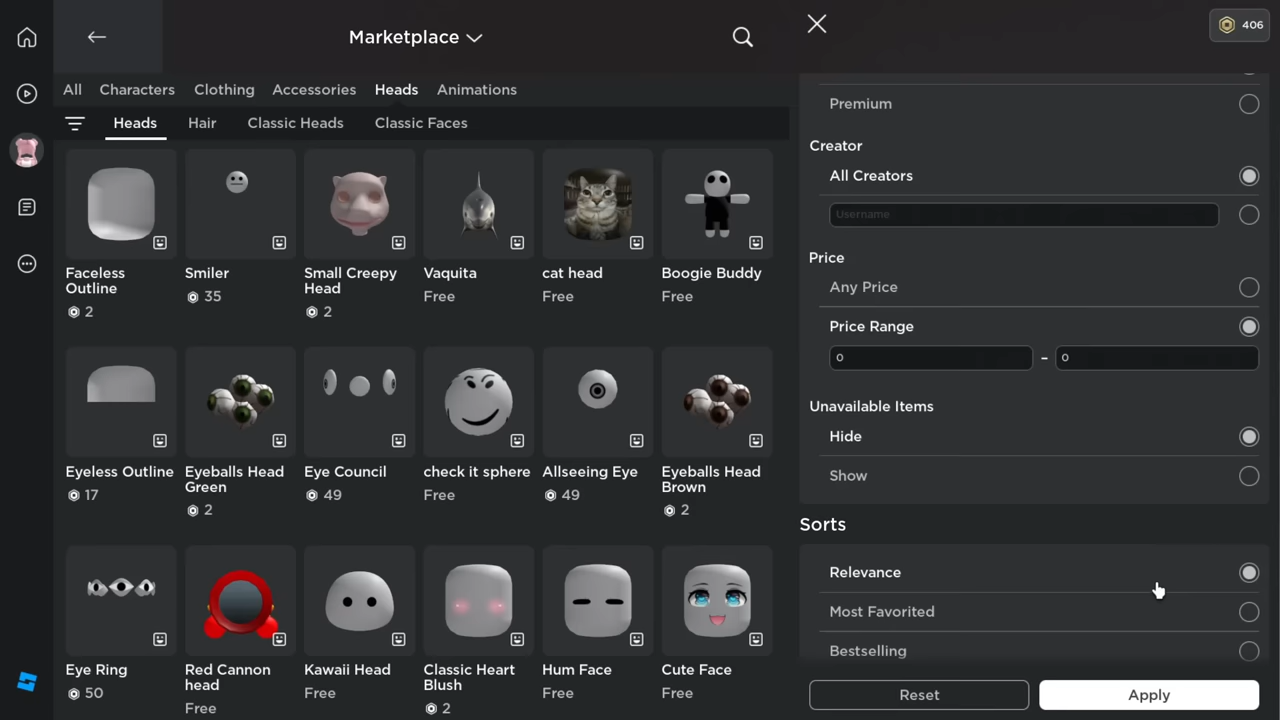 Marketplace
406
All Characters Clothing Accessories Heads Animations
Heads Hair Classic Heads Classic Faces
Faceless
Outline
2
Smiler
35
Small Creepy
Head
2
Vaquita
Free
cat head
Free
Boogie Buddy
Free
Eyeless Outline
17
Eyeballs Head
Green
2
Eye Council
49
check it sphere
Free
Allseeing Eye
49
Eyeballs Head
Brown
2
Eye Ring
50
Red Cannon
head
Free
Kawaii Head
Free
Classic Heart
Blush
2
Hum Face
Free
Cute Face
Free
Premium
Creator
All Creators
Username
Price
Any Price
Price Range
0 - 0
Unavailable Items
Hide
Show
Sorts
Relevance
Most Favorited
Bestselling
Reset Apply